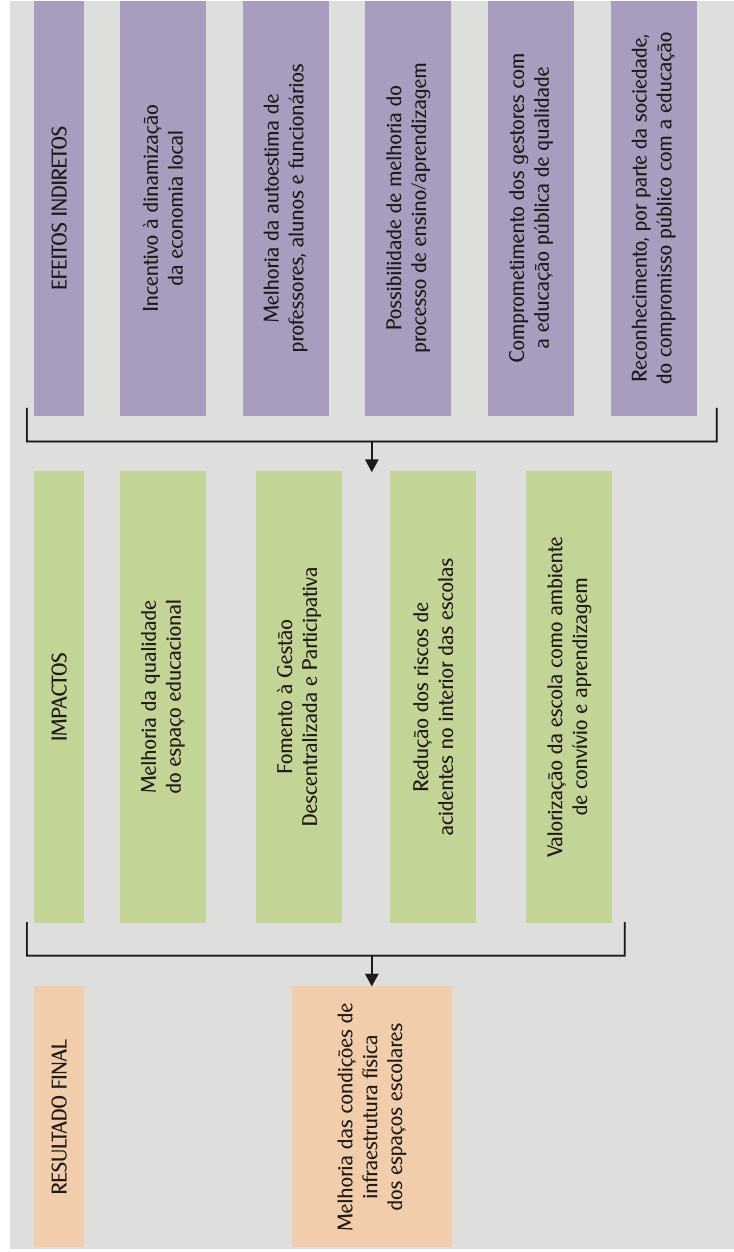 RESULTADO FINAL
Melhoria das condições de
infraestrutura física
dos espaços escolares
IMPACTOS
Melhoria da qualidade
do espaço educacional
Fomento à Gestão
Descentralizada e Participativa
Redução dos riscos de
acidentes no interior das escolas
Valorização da escola como ambiente
de convívio e aprendizagem
EFEITOS INDIRETOS
Incentivo à dinamização
da economia local
Melhoria da autoestima de
professores, alunos e funcionários
Possibilidade de melhoria do
processo de ensino/aprendizagem
Comprometimento dos gestores com
a educação pública de qualidade
Reconhecimento, por parte da sociedade,
do compromisso público com a educação